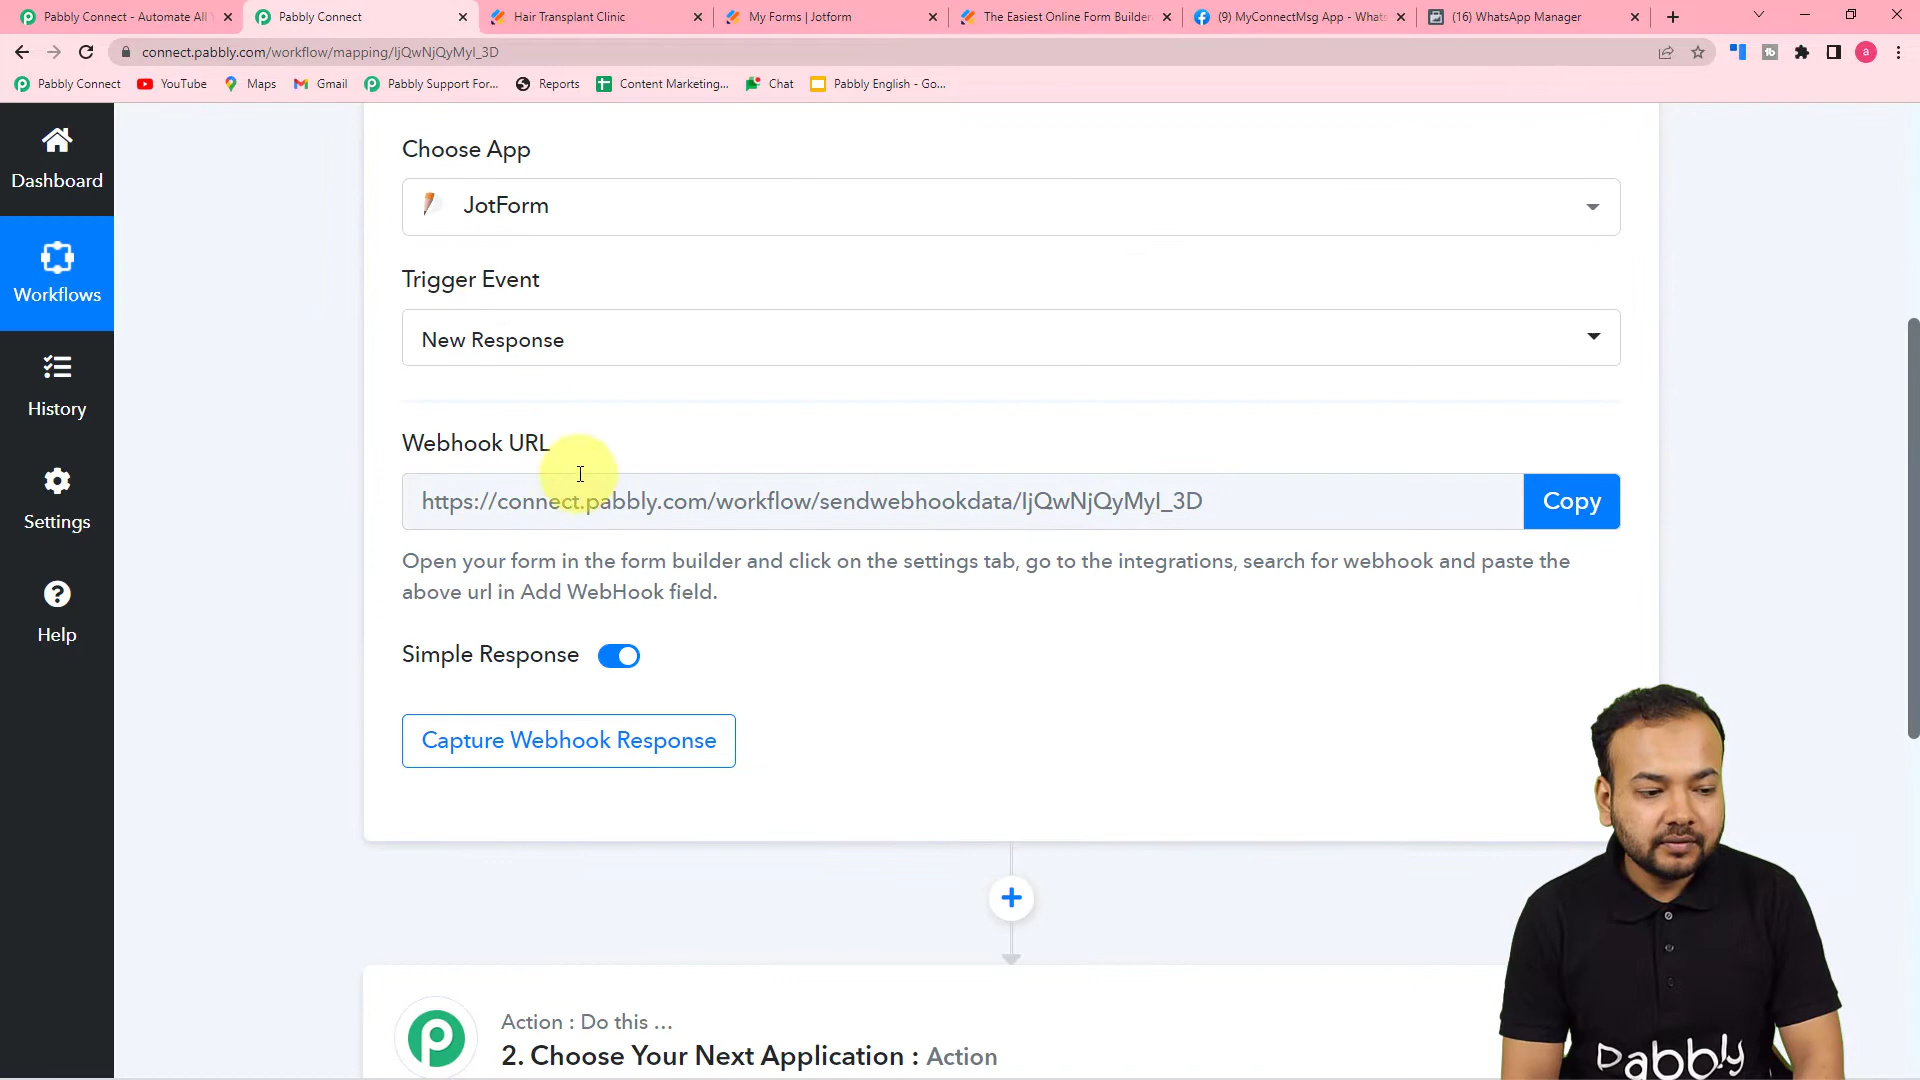 Pabbly Connect - Automate All Y
Pabbly Connect
Hair Transplant Clinic
My Forms | Jotform
The Easiest Online Form Builder
(9) MyConnectMsg App - Whats
(16) WhatsApp Manager
connect.pabbly.com/workflow/mapping/IjQwNjQyMyI_3D
a
Pabbly Connect
YouTube
Maps
Gmail
Pabbly Support For...
Reports
Content Marketing...
Chat
Pabbly English - Go...
Dashboard
Workflows
History
Settings
Help
Choose App
JotForm
Trigger Event
New Response
Webhook URL
https://connect.pabbly.com/workflow/sendwebhookdata/IjQwNjQyMyI_3D
Copy
Open your form in the form builder and click on the settings tab, go to the integrations, search for webhook and paste the
above url in Add WebHook field.
Simple Response
Capture Webhook Response
Action : Do this ...
2. Choose Your Next Application : Action
Pabbly